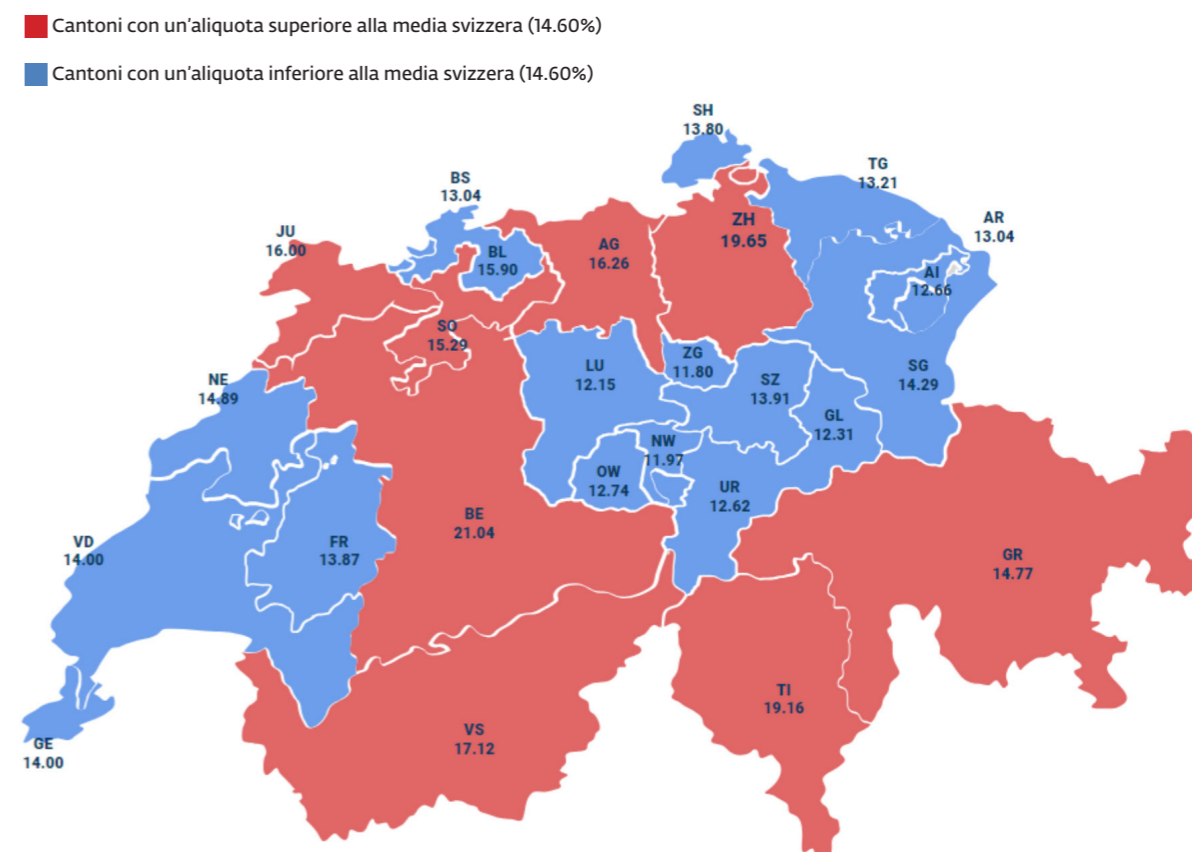 Cantoni con un'aliquota superiore alla media svizzera (14.60%)
Cantoni con un'aliquota inferiore alla media svizzera (14.60%)
SH
13.80
TG
13.21
BS
13.04
AR
13.04
JU
16.00
BL
15.90
AG
16.26
ZH
19.65
AI
12.66
SO
15.29
ZG
11.80
LU
12.15
SZ
13.91
SG
14.29
NE
14.89
GL
12.31
NW
11.97
OW
12.74
UR
12.62
BE
21.04
VD
14.00
FR
13.87
GR
14.77
TI
19.16
VS
17.12
GE
14.00